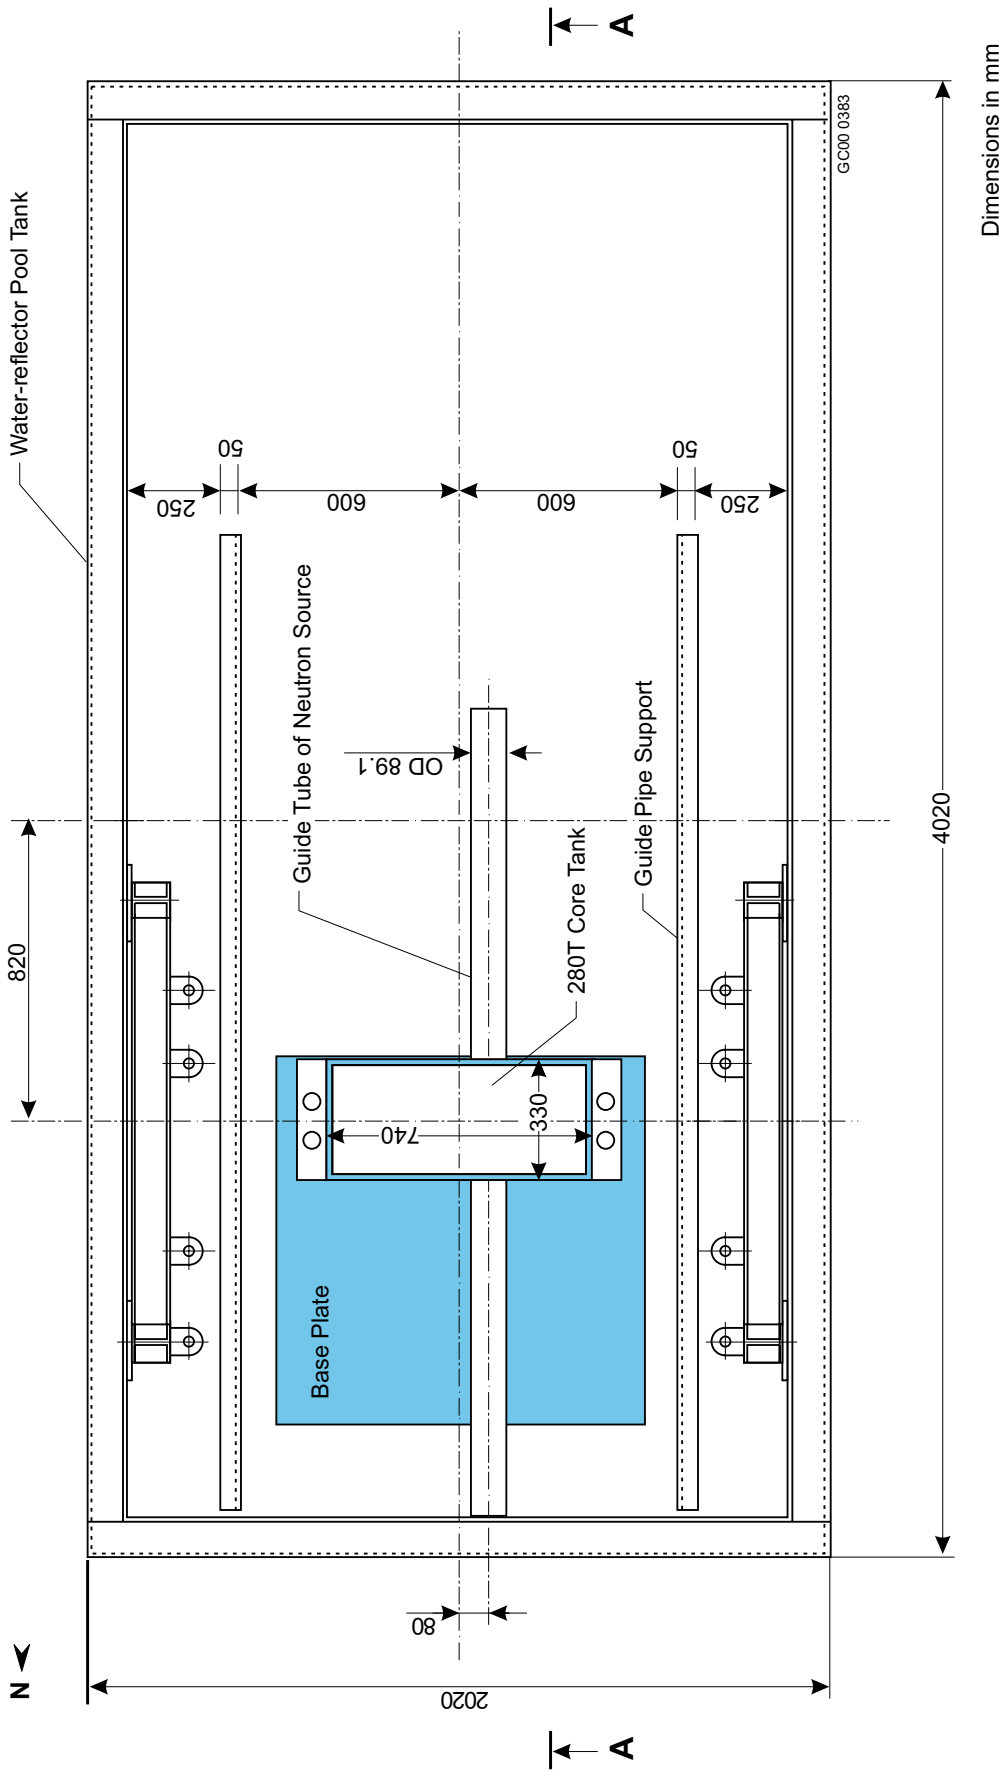 Water-reflector Pool Tank
A
GC00 0383
Dimensions in mm
250
50
600
600
50
250
Guide Tube of Neutron Source
OD 89.1
Guide Pipe Support
820
280T Core Tank
4020
740
330
Base Plate
80
N
2020
A